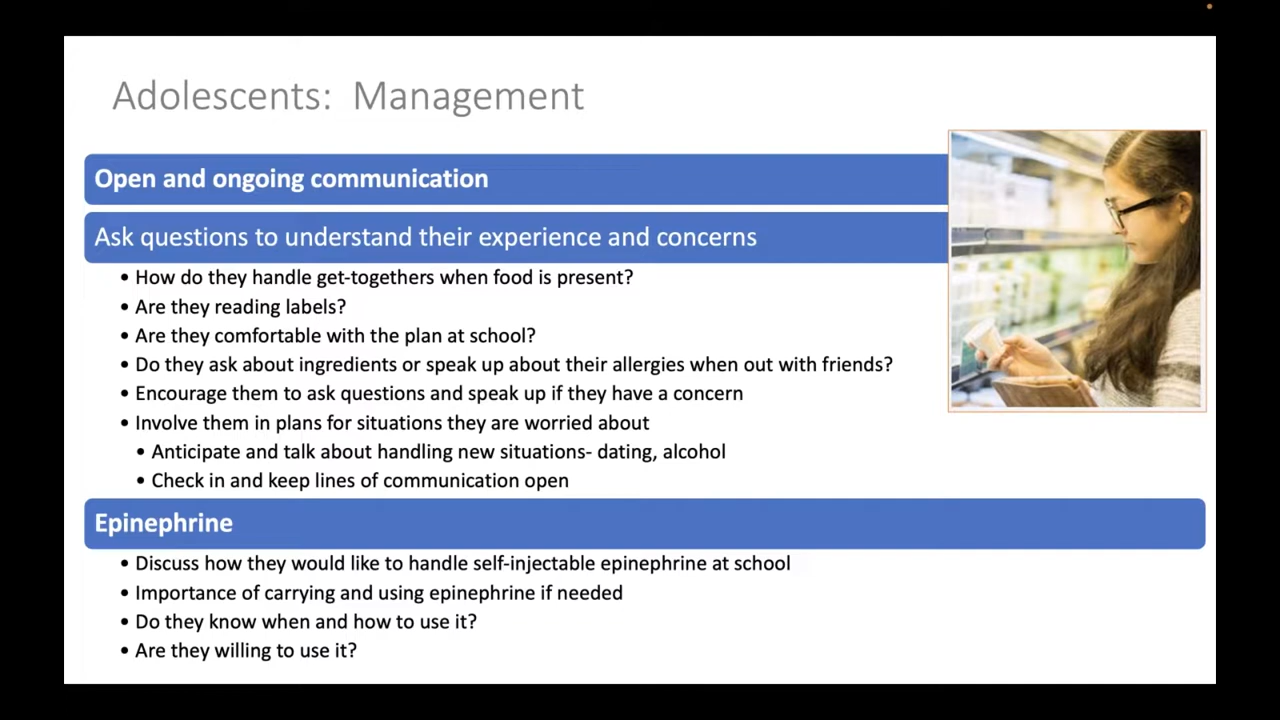 Adolescents: Management
Open and ongoing communication
Ask questions to understand their experience and concerns
• How do they handle get-togethers when food is present?
• Are they reading labels?
• Are they comfortable with the plan at school?
• Do they ask about ingredients or speak up about their allergies when out with friends?
• Encourage them to ask questions and speak up if they have a concern
• Involve them in plans for situations they are worried about
• Anticipate and talk about handling new situations- dating, alcohol
• Check in and keep lines of communication open
Epinephrine
• Discuss how they would like to handle self-injectable epinephrine at school
• Importance of carrying and using epinephrine if needed
• Do they know when and how to use it?
• Are they willing to use it?